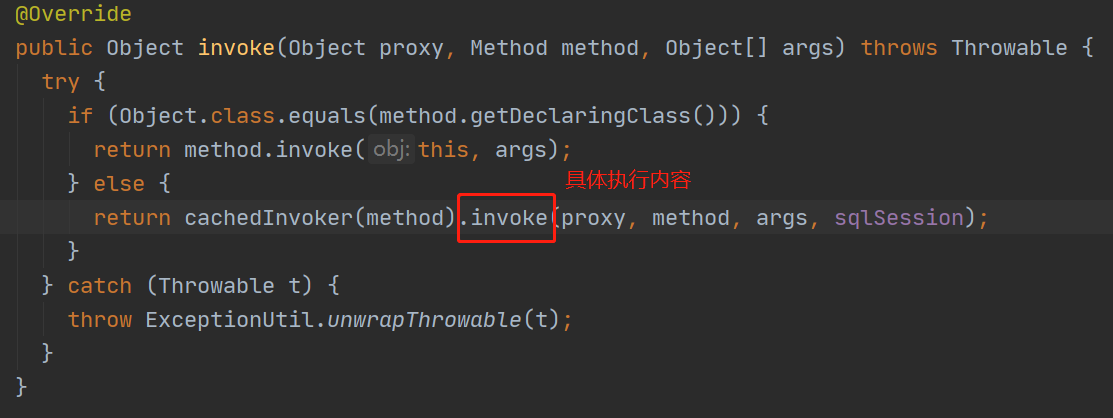 @Override
public Object invoke(Object proxy, Method method, Object[] args) throws Throwable {
try {
if (Object.class.equals(method.getDeclaringClass())) {
return method.invoke( obj: this, args);
} else {
具体执行内容
return cachedInvoker(method).invoke(proxy, method, args, sqlSession);
}
} catch (Throwable t) {
throw ExceptionUtil.unwrapThrowable(t);
}
}